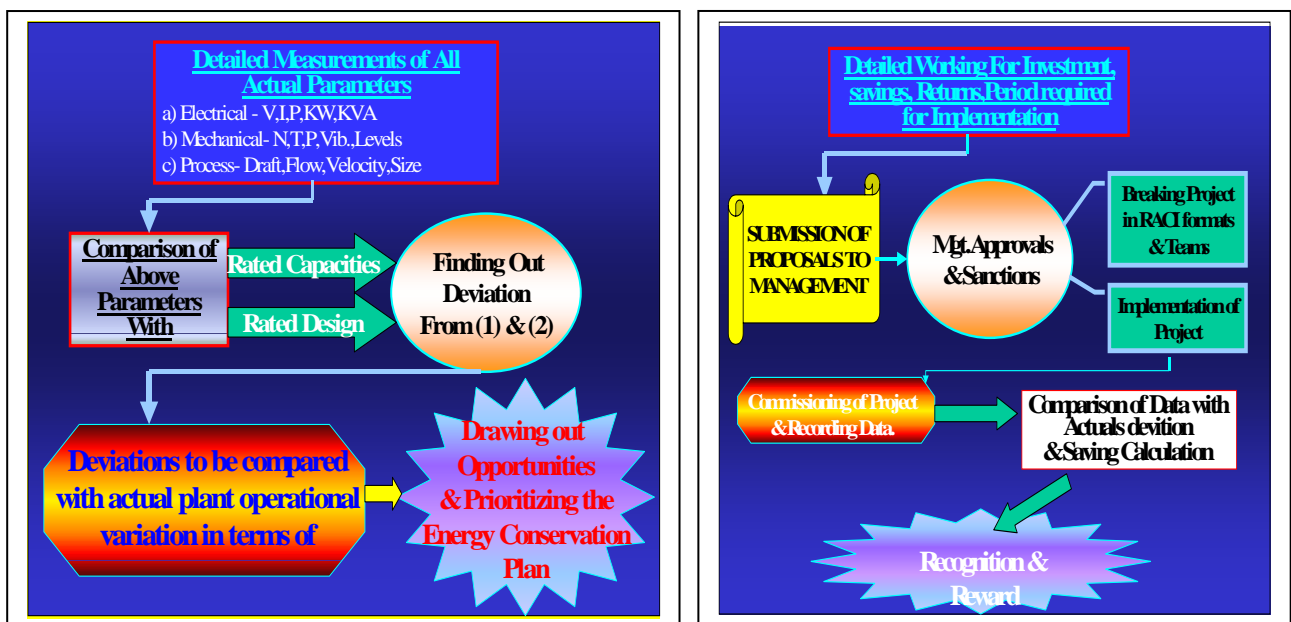 Detailed Measurements of All
Actual Parameters
a) Electrical - V,I,P,KW,KVA
b) Mechanical- N,T,P,Vib.,Levels
c) Process- Draft,Flow,Velocity,Size
Comparison of
Above
Parameters
With
Rated Capacities
Rated Design
Finding Out
Deviation
From (1) & (2)
Deviations to be compared
with actual plant operational
variation in terms of
Drawing out
Opportunities
& Prioritizing the
Energy Conservation
Plan
Detailed Working For Investment,
savings, Returns,Period required
for Implementation
SUBMISSION OF
PROPOSALS TO
MANAGEMENT
Mgt. Approvals
& Sanctions
Breaking Project
in RACI formats
& Teams
Implementation of
Project
Commissioning of Project
& Recording Data.
Comparison of Data with
Actuals devition
& Saving Calculation
Recognition &
Reward